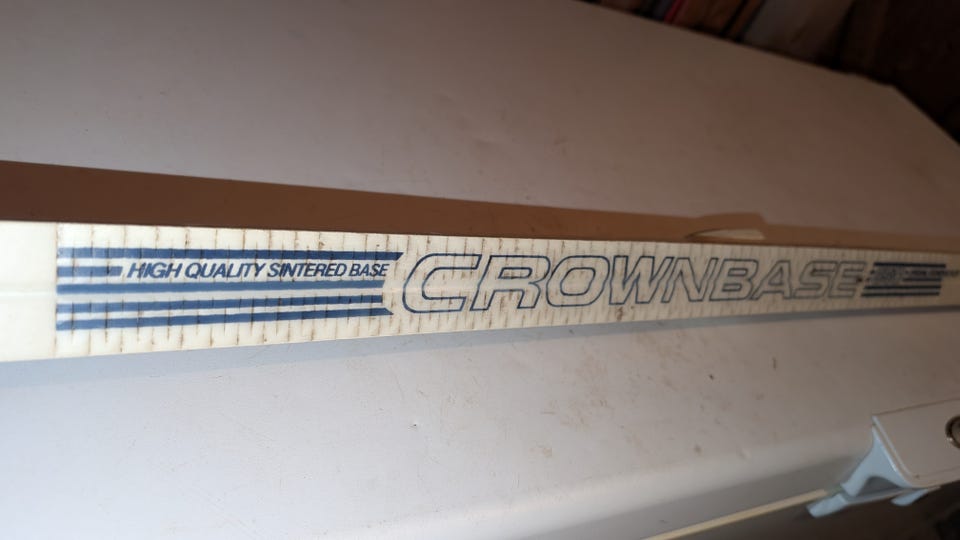 HIGH QUALITY SINTERED BASE
CROWNBASE